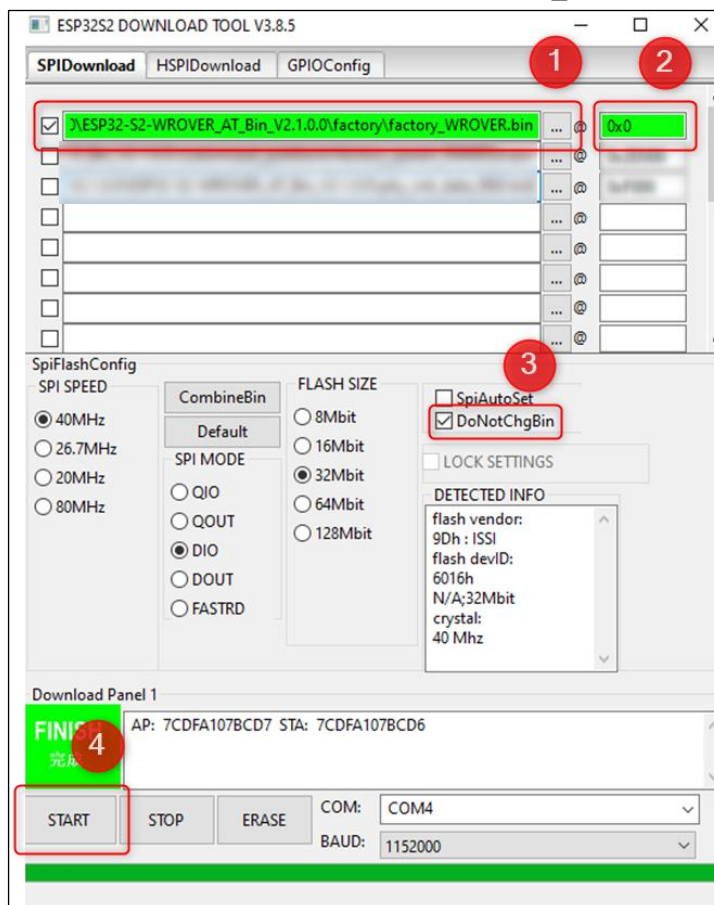 ESP32S2 DOWNLOAD TOOL V3.8.5
SPIDownload HSPIDownload GPIOConfig
1 2
)\ESP32-S2-WROVER_AT_Bin_V2.1.0.0\factory\factory_WROVER.bin ... @ 0x0
... @
... @
... @
... @
... @
... @
... @
3
SpiFlashConfig
SPI SPEED
40MHz
26.7MHz
20MHz
80MHz
CombineBin
Default
SPI MODE
QIO
QOUT
DIO
DOUT
FASTRD
FLASH SIZE
8Mbit
16Mbit
32Mbit
64Mbit
128Mbit
SpiAutoSet
DoNotChgBin
LOCK SETTINGS
DETECTED INFO
flash vendor:
9Dh : ISSI
flash devID:
6016h
N/A;32Mbit
crystal:
40 Mhz
Download Panel 1
FINISH
完成
4
AP: 7CDFA107BCD7 STA: 7CDFA107BCD6
START STOP ERASE
COM: COM4
BAUD: 1152000